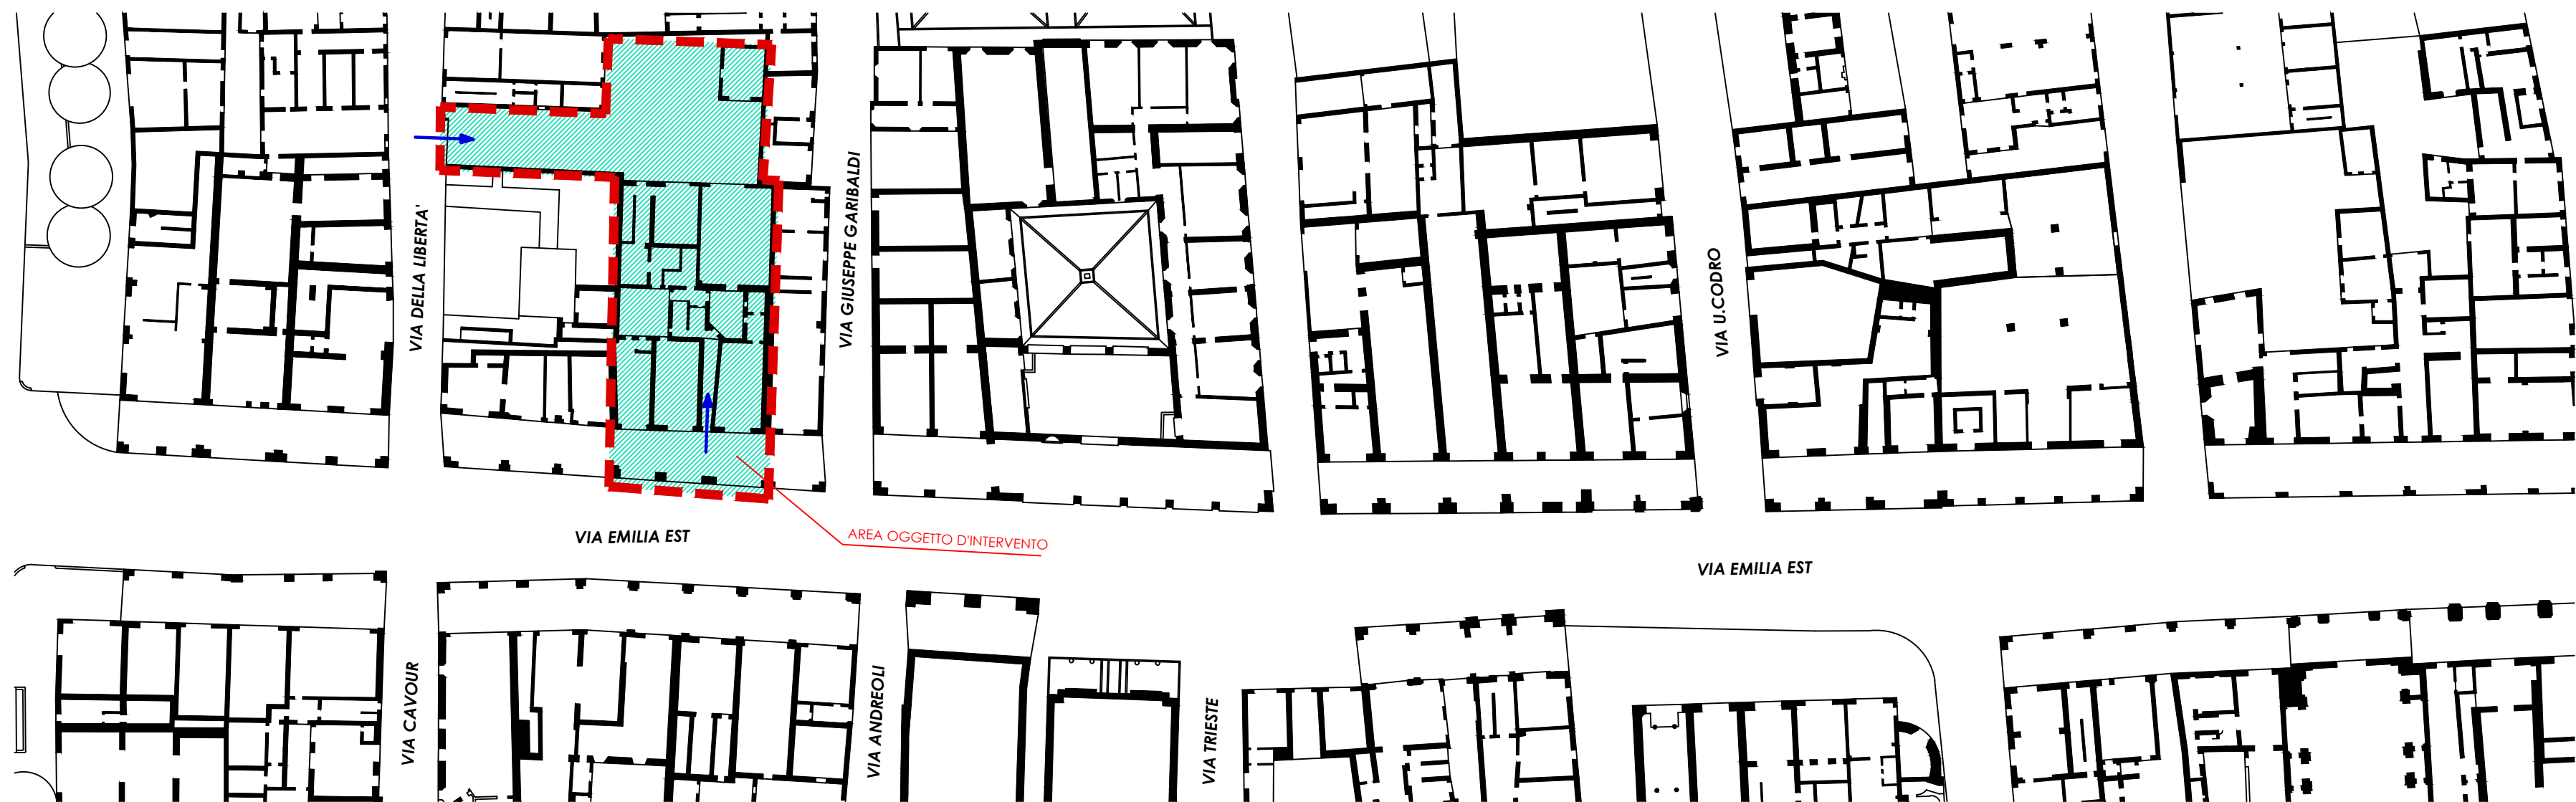 VIA DELLA LIBERTA'
VIA GIUSEPPE GARIBALDI
VIA U.CODRO
VIA EMILIA EST
AREA OGGETTO D'INTERVENTO
VIA EMILIA EST
VIA CAVOUR
VIA ANDREOLI
VIA TRIESTE